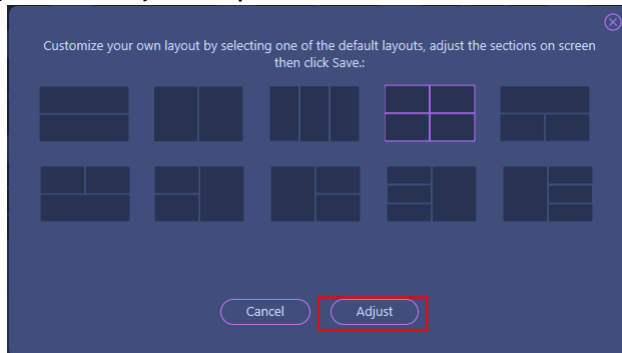 Customize your own layout by selecting one of the default layouts, adjust the sections on screen
then click Save.:
Cancel
Adjust